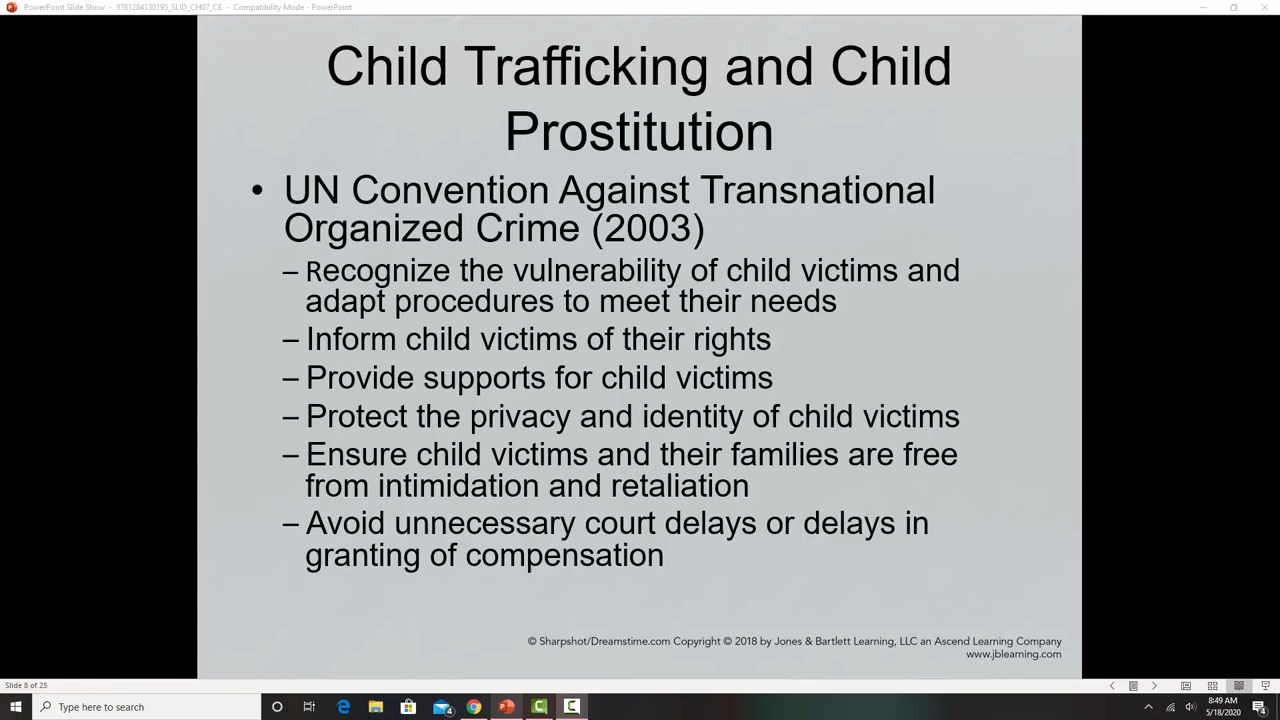 PowerPoint Slide Show - 9781284130195_SLID_CH07_CE - Compatibility Mode - PowerPoint
Child Trafficking and Child
Prostitution
• UN Convention Against Transnational
Organized Crime (2003)
– Recognize the vulnerability of child victims and
adapt procedures to meet their needs
– Inform child victims of their rights
– Provide supports for child victims
– Protect the privacy and identity of child victims
– Ensure child victims and their families are free
from intimidation and retaliation
– Avoid unnecessary court delays or delays in
granting of compensation
© Sharpshot/Dreamstime.com Copyright © 2018 by Jones & Bartlett Learning, LLC an Ascend Learning Company
www.jblearning.com
Slide 8 of 25
Type here to search
4
8:49 AM
5/18/2020
4